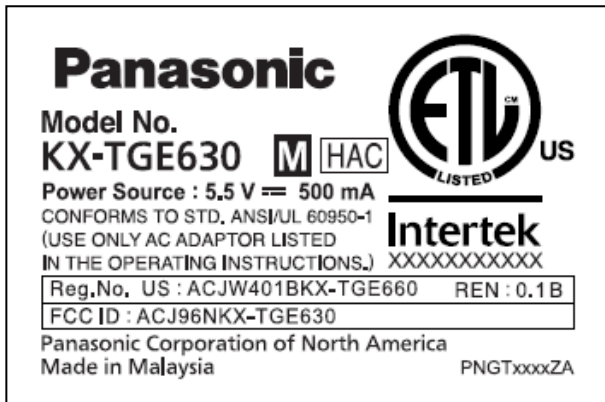 Panasonic
ETL CM
LISTED
US
Intertek
XXXXXXXXXXX
Model No.
KX-TGE630 M HAC
Power Source : 5.5 V ⎓ 500 mA
CONFORMS TO STD. ANSI/UL 60950-1
(USE ONLY AC ADAPTOR LISTED
IN THE OPERATING INSTRUCTIONS.)
Reg.No. US : ACJW401BKX-TGE660 REN : 0.1B
FCC ID : ACJ96NKX-TGE630
Panasonic Corporation of North America
Made in Malaysia PNGTxxxxZA